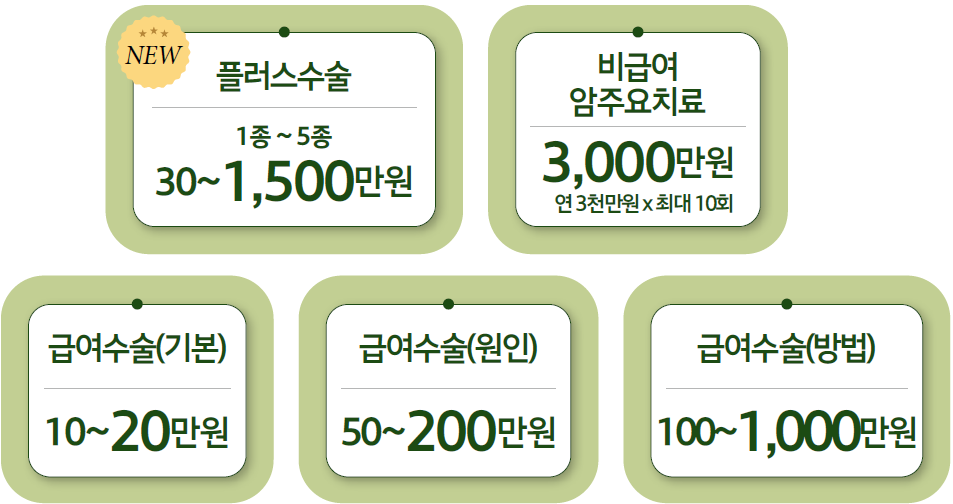 NEW
플러스수술
1종 ~ 5종
30~1,500만원
비급여
암주요치료
3,000만원
연 3천만원 x 최대 10회
급여수술(기본)
10~20만원
급여수술(원인)
50~200만원
급여수술(방법)
100~1,000만원